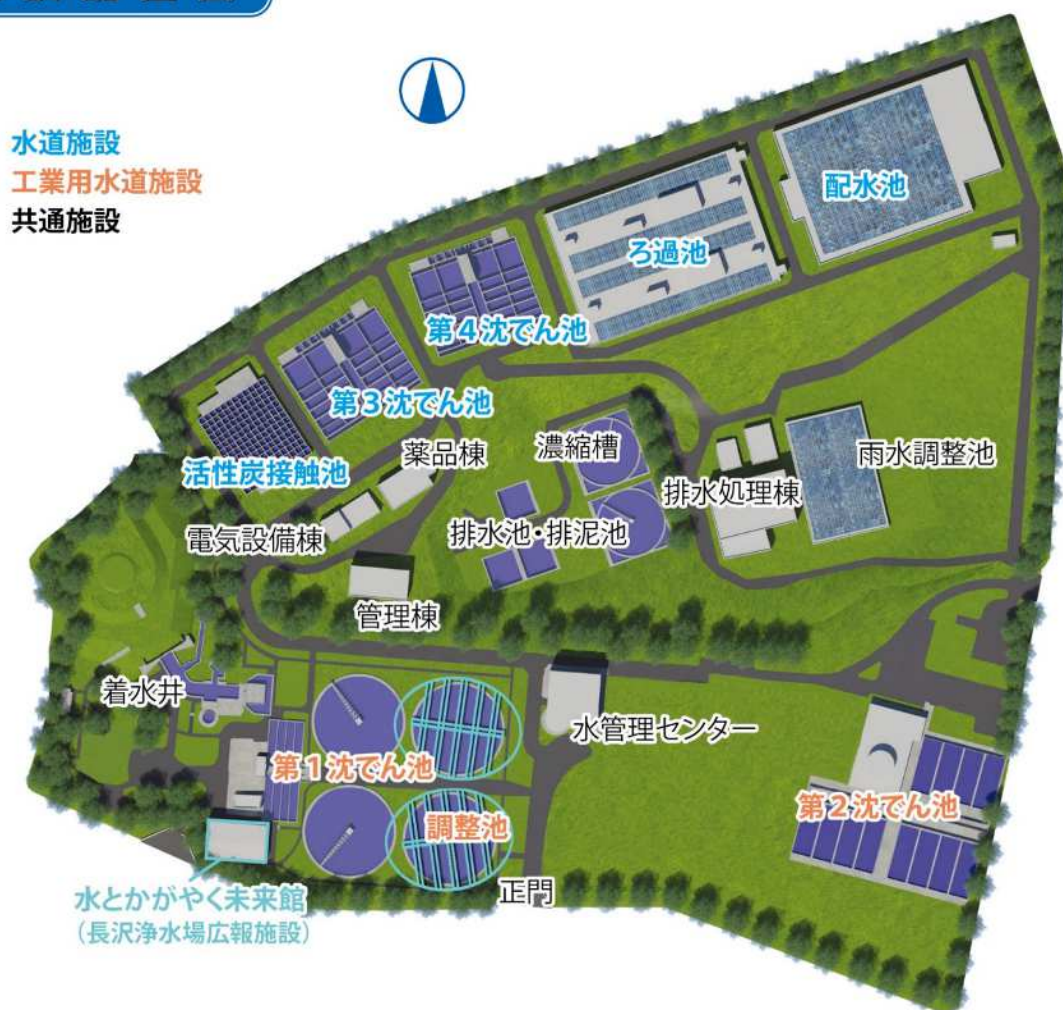 水道施設
工業用水道施設
共通施設
配水池
ろ過池
第4沈でん池
第3沈でん池
活性炭接触池
薬品棟
濃縮槽
雨水調整池
排水処理棟
電気設備棟
排水池・排泥池
管理棟
着水井
水管理センター
第1沈でん池
第2沈でん池
調整池
正門
水とかがやく未来館
(長沢浄水場広報施設)